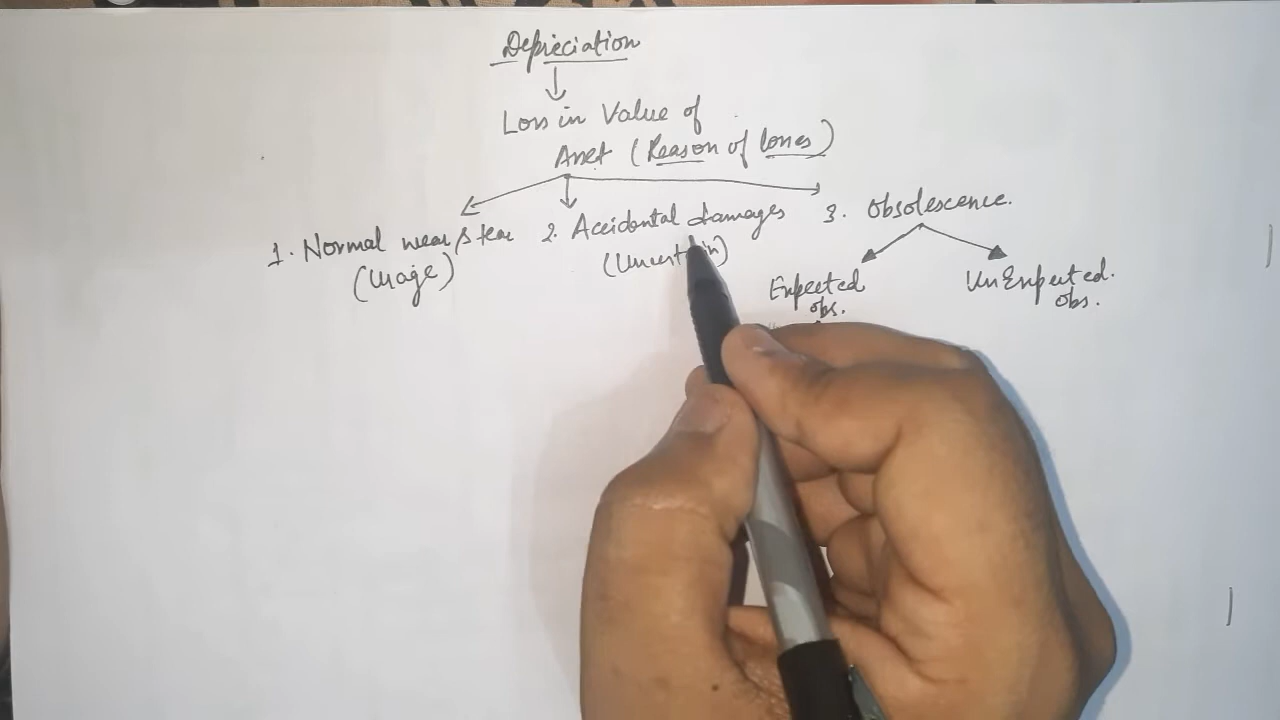 Depreciation
Loss in Value of
Asset (Reason of losses)
1. Normal wear & tear
(Usage)
2. Accidental damages
(Uncertain)
3. Obsolescence.
Expected
obs.
UnExpected.
obs.